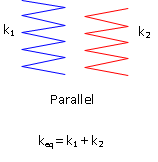 k₁ k₂
Parallel
kₑq=k₁+k₂